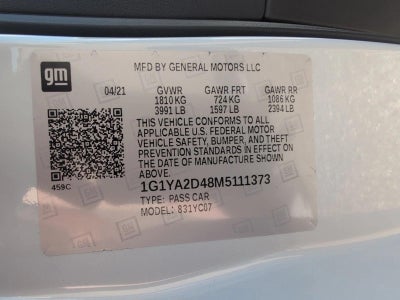 gm
MFD BY GENERAL MOTORS LLC
04/21 GVWR GAWR FRT GAWR RR
1810 KG 724 KG 1086 KG
3991 LB 1597 LB 2394 LB
THIS VEHICLE CONFORMS TO ALL
APPLICABLE U.S. FEDERAL MOTOR
VEHICLE SAFETY, BUMPER, AND THEFT
PREVENTION STANDARDS IN EFFECT ON
THE DATE OF MANUFACTURE SHOWN
ABOVE.
459C
1G1YA2D48M5111373
TYPE: PASS CAR
MODEL: 831YC07